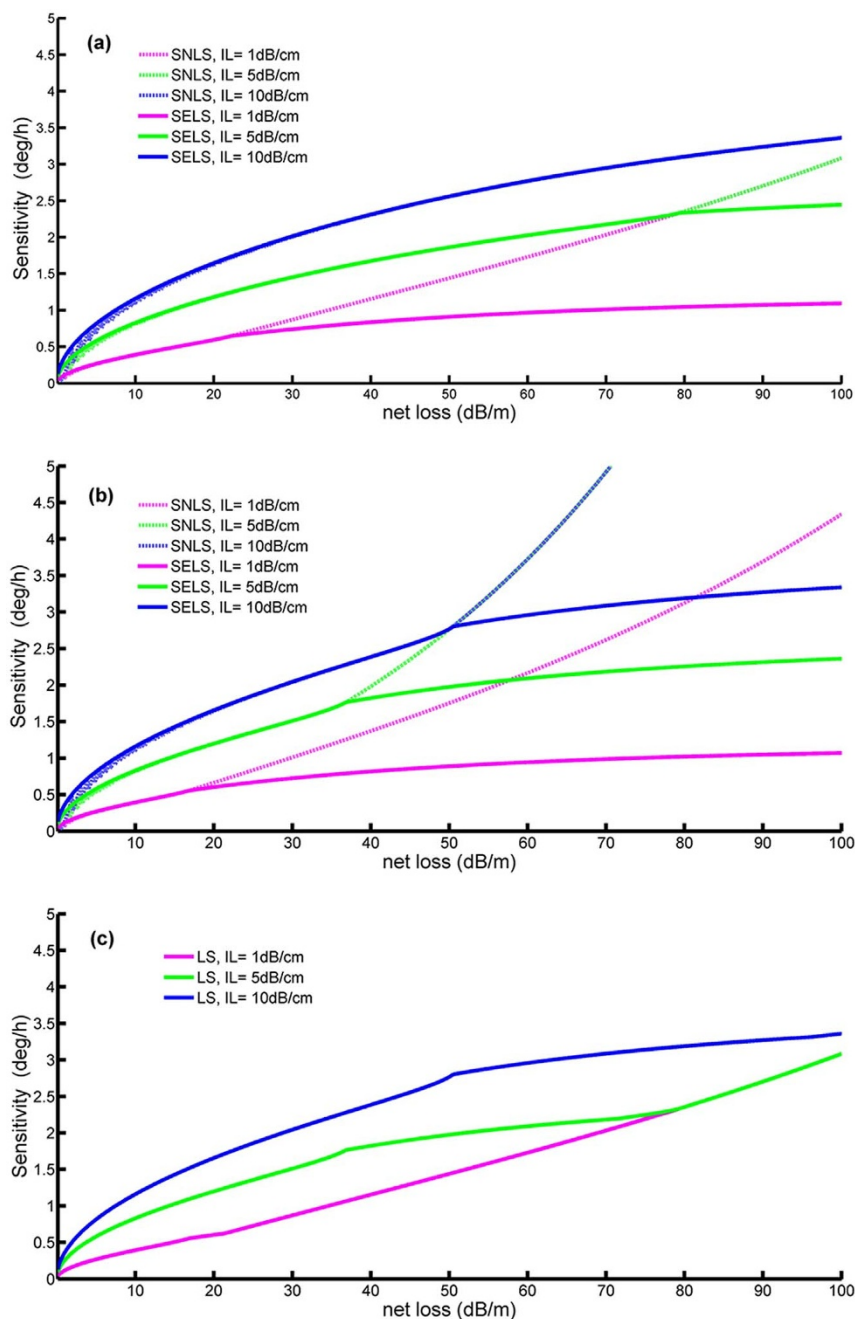 (a)
SNLS, IL= 1dB/cm
SNLS, IL= 5dB/cm
SNLS, IL= 10dB/cm
SELS, IL= 1dB/cm
SELS, IL= 5dB/cm
SELS, IL= 10dB/cm
Sensitivity (deg/h)
5
4.5
4
3.5
3
2.5
2
1.5
1
0.5
0
10 20 30 40 50 60 70 80 90 100
net loss (dB/m)
(b)
SNLS, IL= 1dB/cm
SNLS, IL= 5dB/cm
SNLS, IL= 10dB/cm
SELS, IL= 1dB/cm
SELS, IL= 5dB/cm
SELS, IL= 10dB/cm
Sensitivity (deg/h)
5
4.5
4
3.5
3
2.5
2
1.5
1
0.5
0
10 20 30 40 50 60 70 80 90 100
net loss (dB/m)
(c)
LS, IL= 1dB/cm
LS, IL= 5dB/cm
LS, IL= 10dB/cm
Sensitivity (deg/h)
5
4.5
4
3.5
3
2.5
2
1.5
1
0.5
0
10 20 30 40 50 60 70 80 90 100
net loss (dB/m)